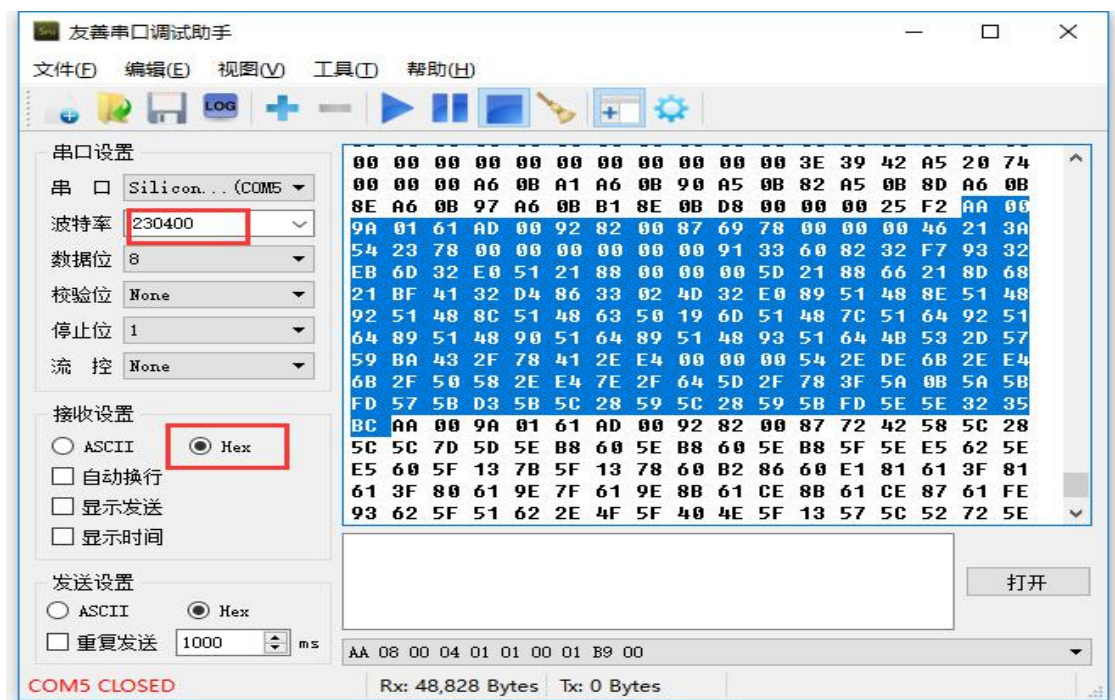 友善串口调试助手
文件(F) 编辑(E) 视图(V) 工具(T) 帮助(H)
LOG
串口设置
串 口 Silicon...(COM5
波特率 230400
数据位 8
校验位 None
停止位 1
流 控 None
接收设置
ASCII Hex
自动换行
显示发送
显示时间
发送设置
ASCII Hex
重复发送 1000 ms
00 00 00 00 00 00 00 00 00 00 00 3E 39 42 A5 20 74
00 00 00 A6 0B A1 A6 0B 90 A5 0B 82 A5 0B 8D A6 0B
8E A6 0B 97 A6 0B B1 8E 0B D8 00 00 00 25 F2 AA 00
9A 01 61 AD 00 92 82 00 87 69 78 00 00 00 46 21 3A
54 23 78 00 00 00 00 00 00 91 33 60 82 32 F7 93 32
EB 6D 32 E0 51 21 88 00 00 00 5D 21 88 66 21 8D 68
21 BF 41 32 D4 86 33 02 4D 32 E0 89 51 48 8E 51 48
92 51 48 8C 51 48 63 50 19 6D 51 48 7C 51 64 92 51
64 89 51 48 90 51 64 89 51 48 93 51 64 4B 53 2D 57
59 BA 43 2F 78 41 2E E4 00 00 00 54 2E DE 6B 2E E4
6B 2F 50 58 2E E4 7E 2F 64 5D 2F 78 3F 5A 0B 5A 5B
FD 57 5B D3 5B 5C 28 59 5C 28 59 5B FD 5E 5E 32 35
BC AA 00 9A 01 61 AD 00 92 82 00 87 72 42 58 5C 28
5C 5C 7D 5D 5E B8 60 5E B8 60 5E B8 5F 5E E5 62 5E
E5 60 5F 13 7B 5F 13 78 60 B2 86 60 E1 81 61 3F 81
61 3F 80 61 9E 7F 61 9E 8B 61 CE 8B 61 CE 87 61 FE
93 62 5F 51 62 2E 4F 5F 40 4E 5F 13 57 5C 52 72 5E
打开
AA 08 00 04 01 01 00 01 B9 00
COM5 CLOSED Rx: 48,828 Bytes Tx: 0 Bytes